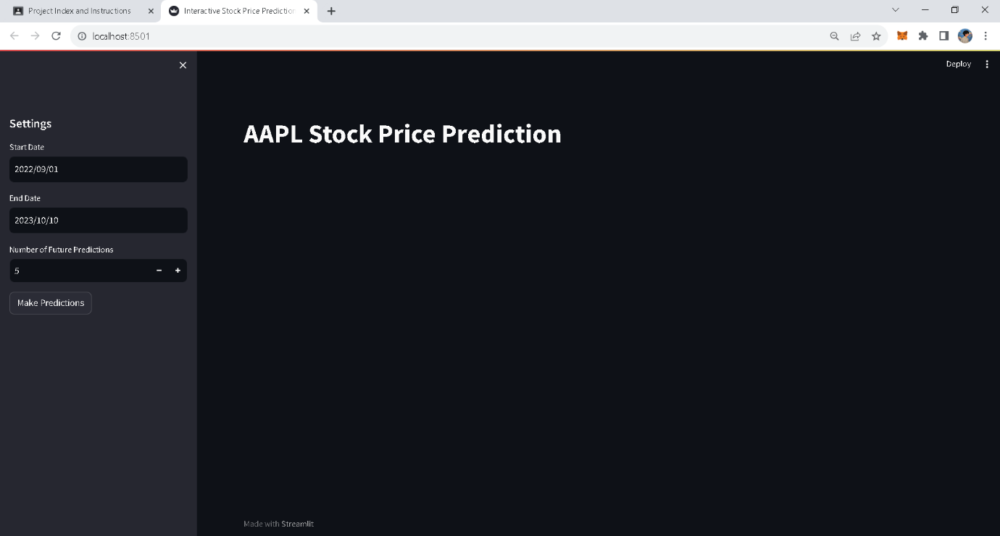 Project Index and Instructions
Interactive Stock Price Prediction
localhost:8501
Deploy
Settings
Start Date
2022/09/01
End Date
2023/10/10
Number of Future Predictions
5
Make Predictions
AAPL Stock Price Prediction
Made with Streamlit